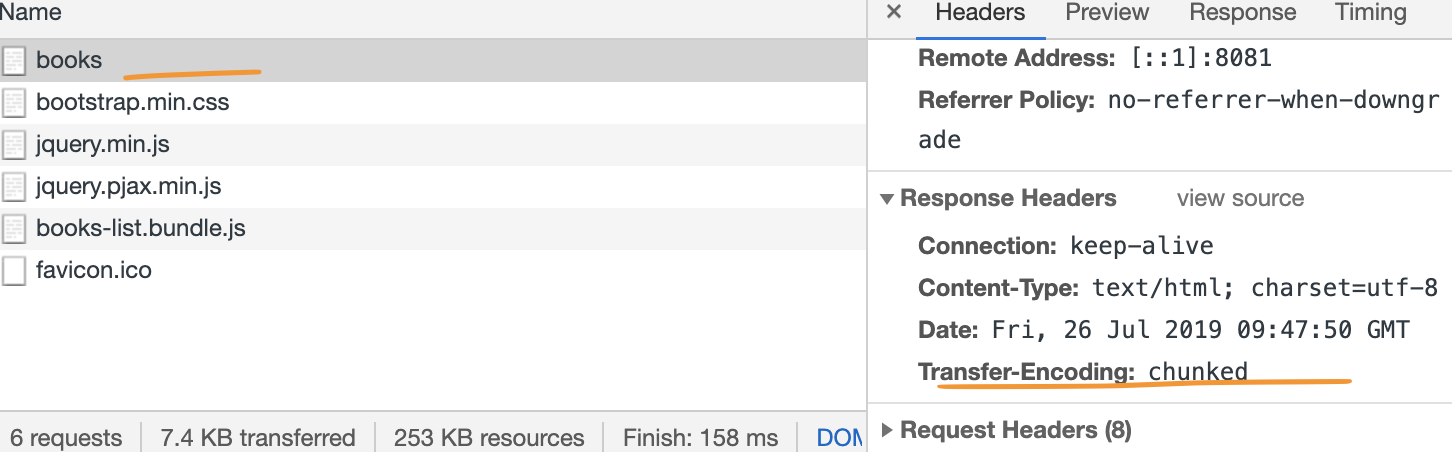 Name
books
bootstrap.min.css
jquery.min.js
jquery.pjax.min.js
books-list.bundle.js
favicon.ico
6 requests 7.4 KB transferred 253 KB resources Finish: 158 ms DOM
× Headers Preview Response Timing
Remote Address: [::1]:8081
Referrer Policy: no-referrer-when-downgr
ade
Response Headers view source
Connection: keep-alive
Content-Type: text/html; charset=utf-8
Date: Fri, 26 Jul 2019 09:47:50 GMT
Transfer-Encoding: chunked
Request Headers (8)